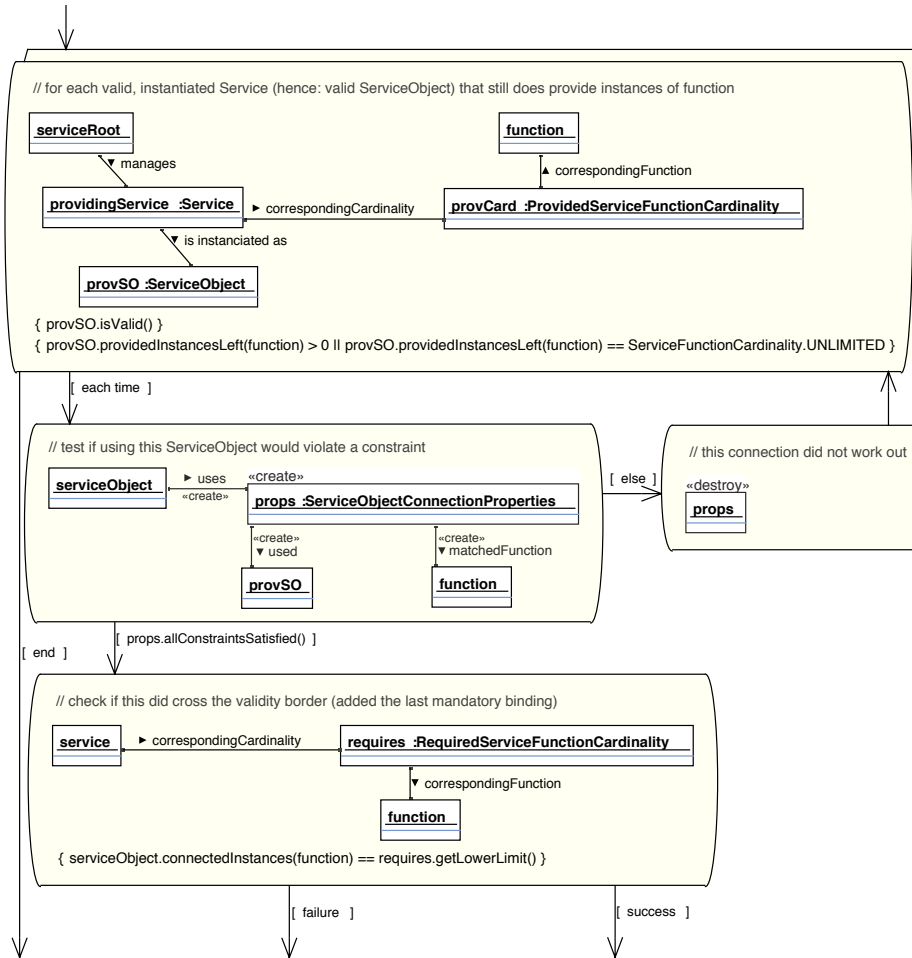 // for each valid, instantiated Service (hence: valid ServiceObject) that still does provide instances of function
serviceRoot
function
▼ manages
▲ correspondingFunction
providingService :Service
► correspondingCardinality
provCard :ProvidedServiceFunctionCardinality
▼ is instanciated as
provSO :ServiceObject
{ provSO.isValid() }
{ provSO.providedInstancesLeft(function) > 0 || provSO.providedInstancesLeft(function) == ServiceFunctionCardinality.UNLIMITED }
[ each time ]
// test if using this ServiceObject would violate a constraint
serviceObject
► uses
«create»
«create»
props :ServiceObjectConnectionProperties
«create»
▼ used
«create»
▼ matchedFunction
provSO
function
[ else ]
// this connection did not work out
«destroy»
props
[ props.allConstraintsSatisfied() ]
[ end ]
// check if this did cross the validity border (added the last mandatory binding)
service
► correspondingCardinality
requires :RequiredServiceFunctionCardinality
▼ correspondingFunction
function
{ serviceObject.connectedInstances(function) == requires.getLowerLimit() }
[ failure ]
[ success ]